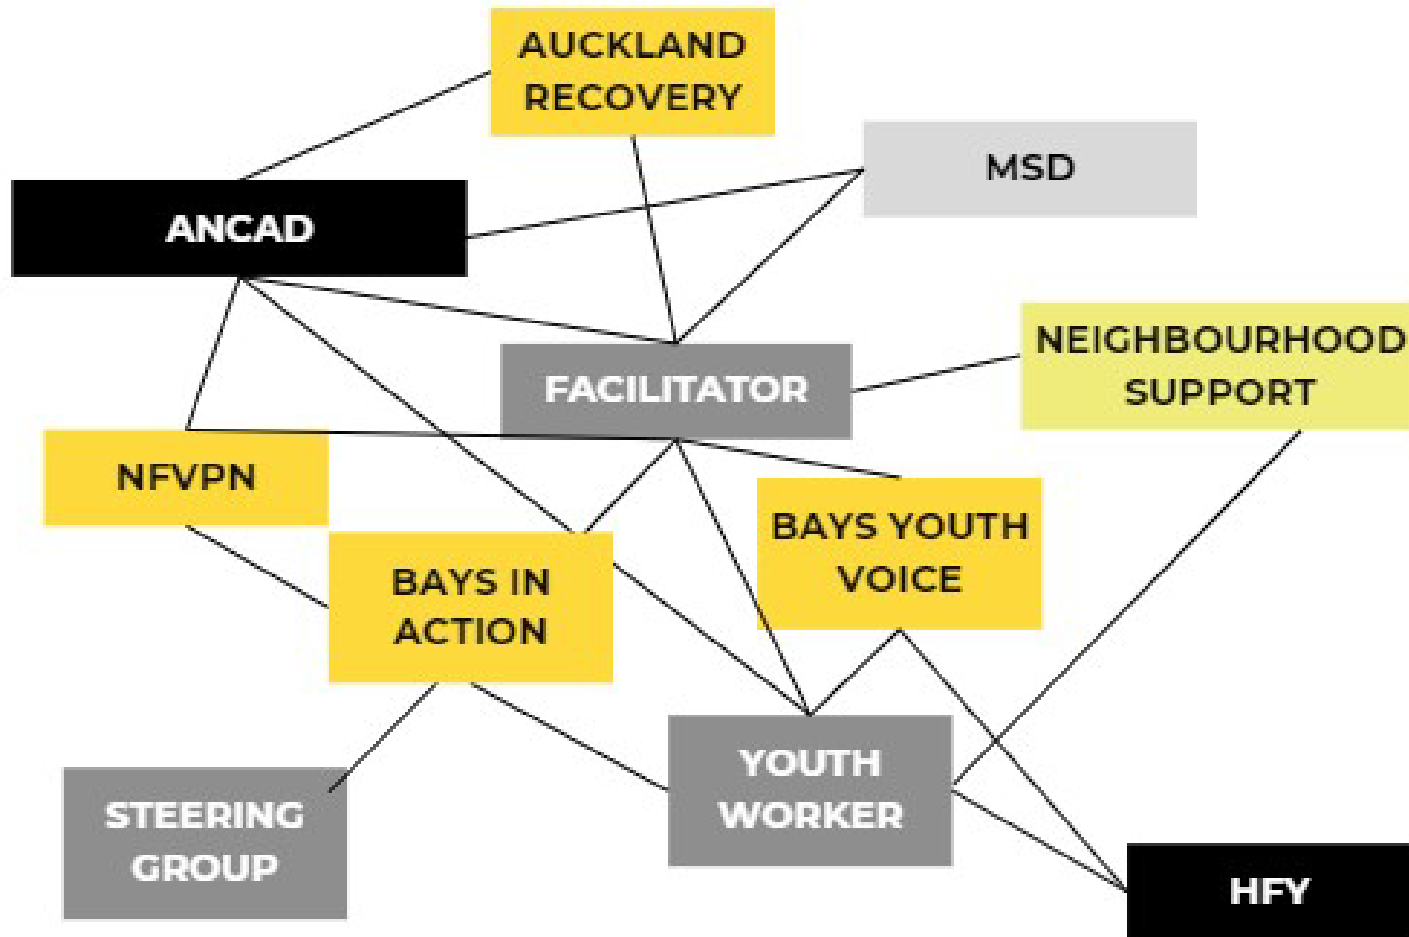 AUCKLAND
RECOVERY
MSD
ANCAD
NEIGHBOURHOOD
SUPPORT
FACILITATOR
NFVPN
BAYS YOUTH
VOICE
BAYS IN
ACTION
YOUTH
WORKER
STEERING
GROUP
HFY